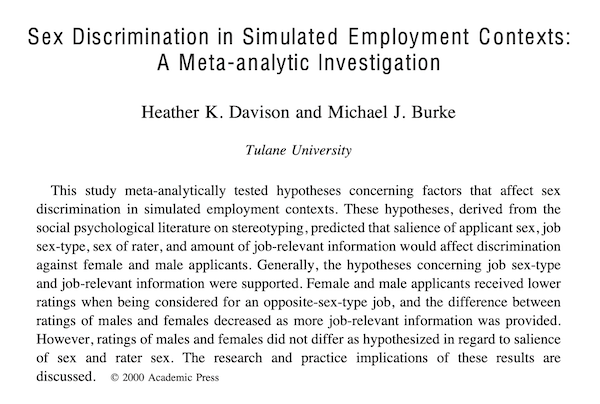 Sex Discrimination in Simulated Employment Contexts:
A Meta-analytic Investigation
Heather K. Davison and Michael J. Burke
Tulane University
This study meta-analytically tested hypotheses concerning factors that affect sex
discrimination in simulated employment contexts. These hypotheses, derived from the
social psychological literature on stereotyping, predicted that salience of applicant sex, job
sex-type, sex of rater, and amount of job-relevant information would affect discrimination
against female and male applicants. Generally, the hypotheses concerning job sex-type
and job-relevant information were supported. Female and male applicants received lower
ratings when being considered for an opposite-sex-type job, and the difference between
ratings of males and females decreased as more job-relevant information was provided.
However, ratings of males and females did not differ as hypothesized in regard to salience
of sex and rater sex. The research and practice implications of these results are
discussed. © 2000 Academic Press